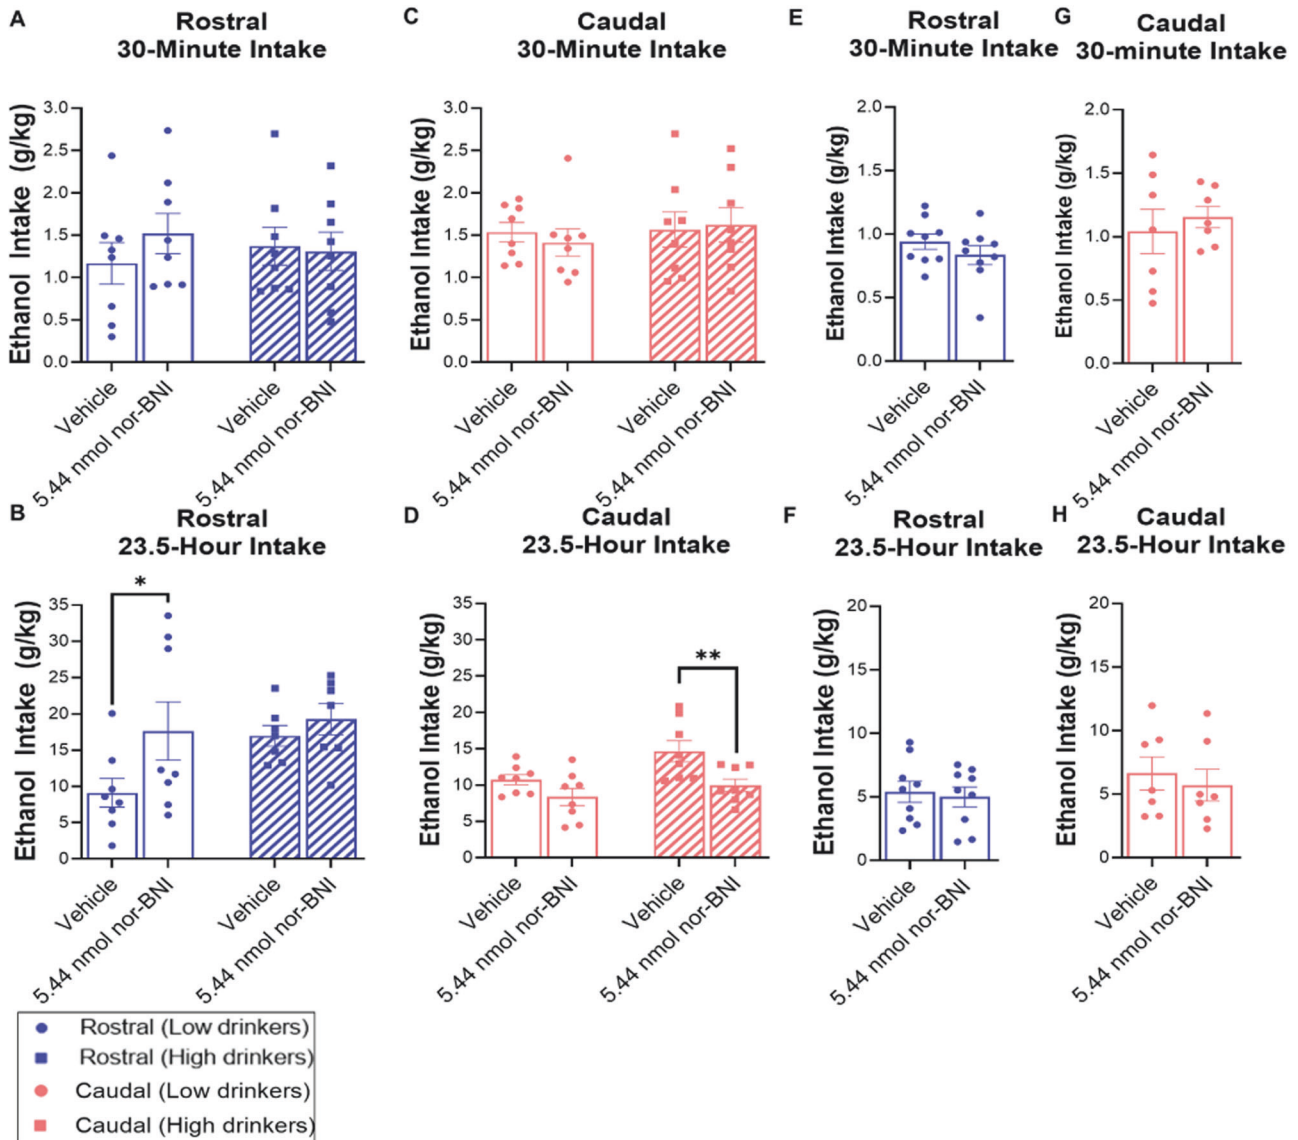 A
Rostral
30-Minute Intake
Ethanol Intake (g/kg)
3.0
2.5
2.0
1.5
1.0
0.5
0.0
Vehicle
5.44 nmol nor-BNI
Vehicle
5.44 nmol nor-BNI
C
Caudal
30-Minute Intake
Ethanol Intake (g/kg)
3.0
2.5
2.0
1.5
1.0
0.5
0.0
Vehicle
5.44 nmol nor-BNI
Vehicle
5.44 nmol nor-BNI
E
Rostral
30-Minute Intake
Ethanol Intake (g/kg)
2.0
1.5
1.0
0.5
0.0
Vehicle
5.44 nmol nor-BNI
G
Caudal
30-minute Intake
Ethanol Intake (g/kg)
2.0
1.5
1.0
0.5
0.0
Vehicle
5.44 nmol nor-BNI
B
Rostral
23.5-Hour Intake
Ethanol Intake (g/kg)
35
30
25
20
15
10
5
0
*
Vehicle
5.44 nmol nor-BNI
Vehicle
5.44 nmol nor-BNI
D
Caudal
23.5-Hour Intake
Ethanol Intake (g/kg)
35
30
25
20
15
10
5
0
**
Vehicle
5.44 nmol nor-BNI
Vehicle
5.44 nmol nor-BNI
F
Rostral
23.5-Hour Intake
Ethanol Intake (g/kg)
20
15
10
5
0
Vehicle
5.44 nmol nor-BNI
H
Caudal
23.5-Hour Intake
Ethanol Intake (g/kg)
20
15
10
5
0
Vehicle
5.44 nmol nor-BNI
Rostral (Low drinkers)
Rostral (High drinkers)
Caudal (Low drinkers)
Caudal (High drinkers)